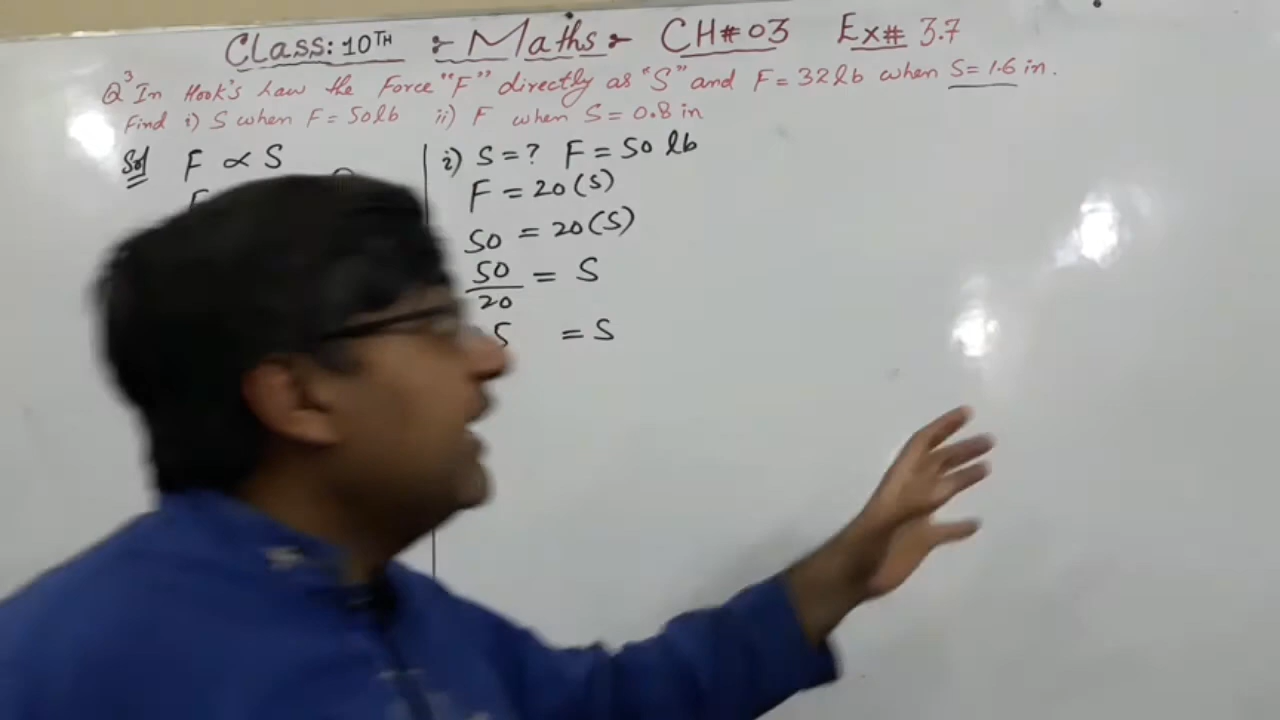 Class: 10TH :- Maths :- CH# 03 Ex# 3.7
Q3 In Hook's Law the Force "F" directly as "S" and F = 32 lb when S = 1.6 in.
Find i) S when F = 50 lb ii) F when S = 0.8 in
Sol F ∝ S
i) S = ? F = 50 lb
F = 20(S)
50 = 20(S)
50/20 = S
5 = S